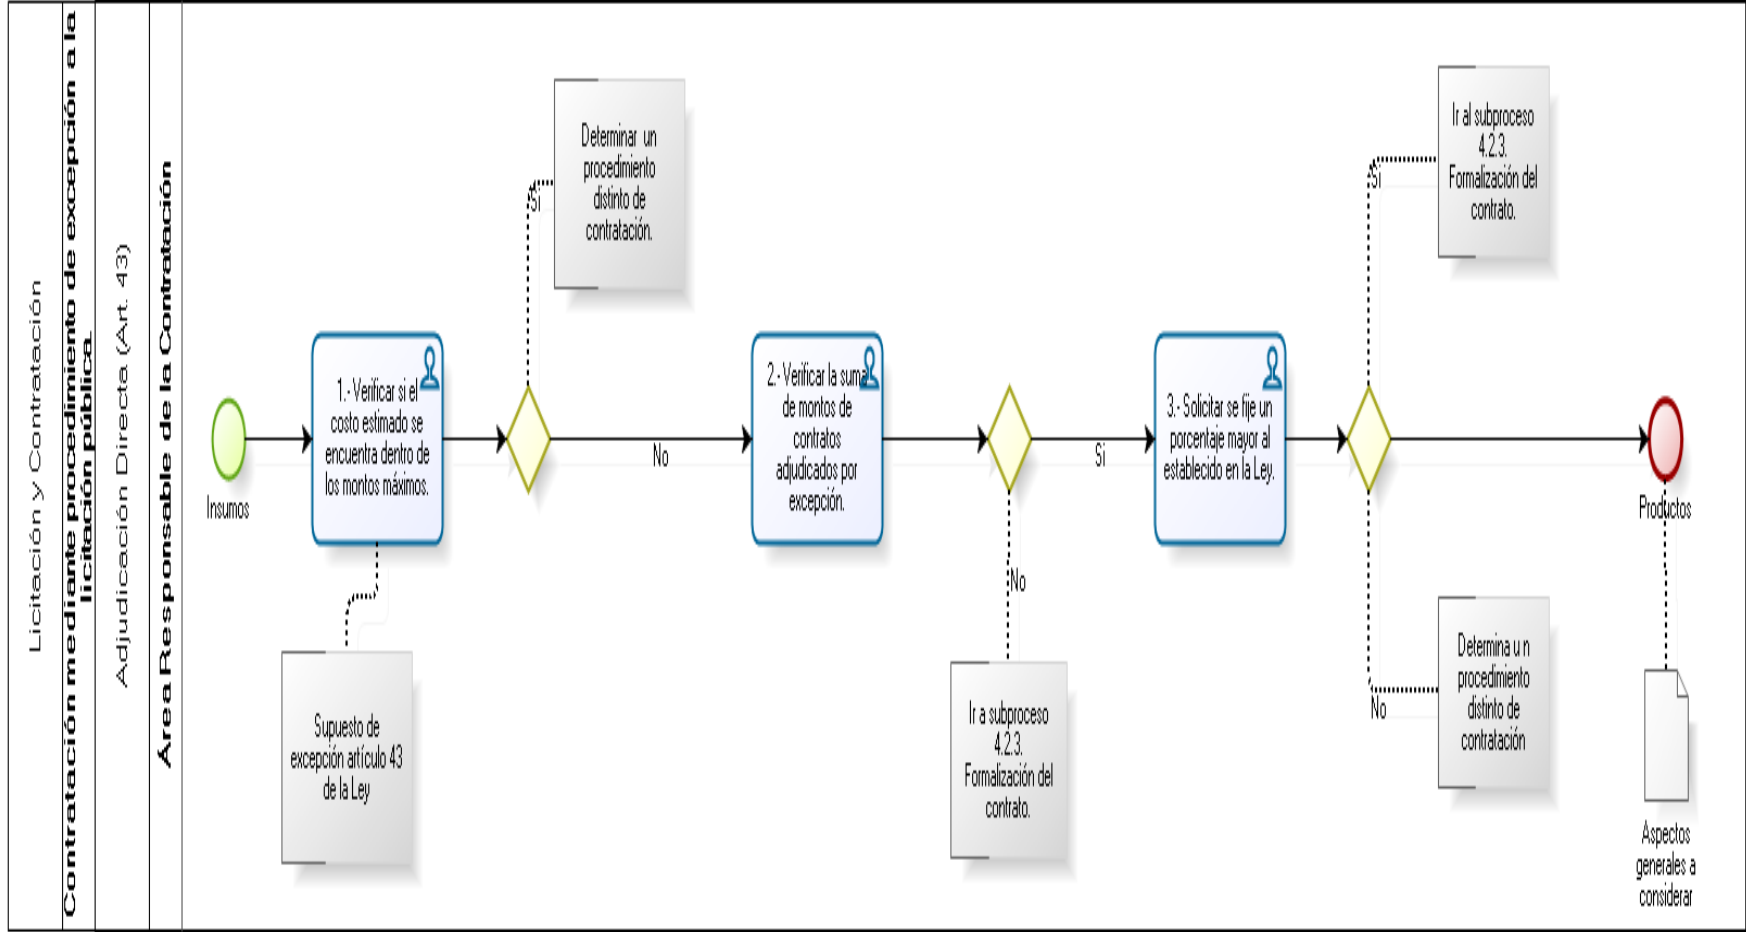 Licitación y Contratación
Contratación mediante procedimiento de excepción a la
licitación pública.
Adjudicación Directa (Art. 43)
Área Responsable de la Contratación
Insumos
1.- Verificar si el
costo estimado se
encuentra dentro de
los montos máximos.
Supuesto de
excepción artículo 43
de la Ley
Si
Determinar un
procedimiento
distinto de
contratación.
No
2.- Verificar la suma
de montos de
contratos
adjudicados por
excepción.
No
Ir a subproceso
4.2.3.
Formalización del
contrato.
Si
3.- Solicitar se fije un
porcentaje mayor al
establecido en la Ley.
Si
Ir al subproceso
4.2.3.
Formalización del
contrato.
No
Determina u n
procedimiento
distinto de
contratación
Productos
Aspectos
generales a
considerar